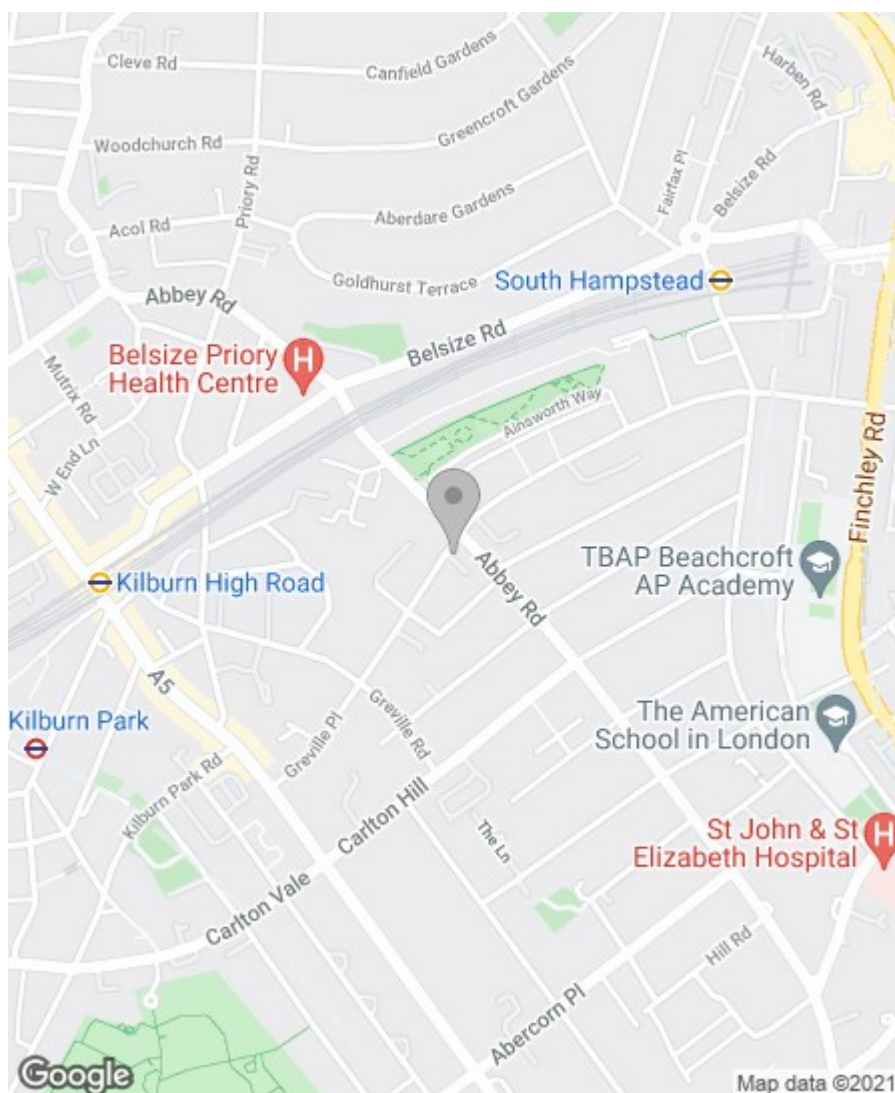 Cleve Rd
Canfield Gardens
Harben Rd
Greencroft Gardens
Woodchurch Rd
Priory Rd
Fairfax Pl
Belsize Rd
Aberdare Gardens
Acol Rd
Goldhurst Terrace
South Hampstead
Abbey Rd
Belsize Rd
Belsize Priory
Health Centre
Mutrix Rd
W End Ln
Ainsworth Way
Finchley Rd
Kilburn High Road
Abbey Rd
TBAP Beachcroft
AP Academy
A5
Kilburn Park
Greville Pl
Greville Rd
The American
School in London
Kilburn Park Rd
Carlton Hill
The Ln
St John & St
Elizabeth Hospital
Carlton Vale
Hill Rd
Abercorn Pl
Google
Map data ©2021